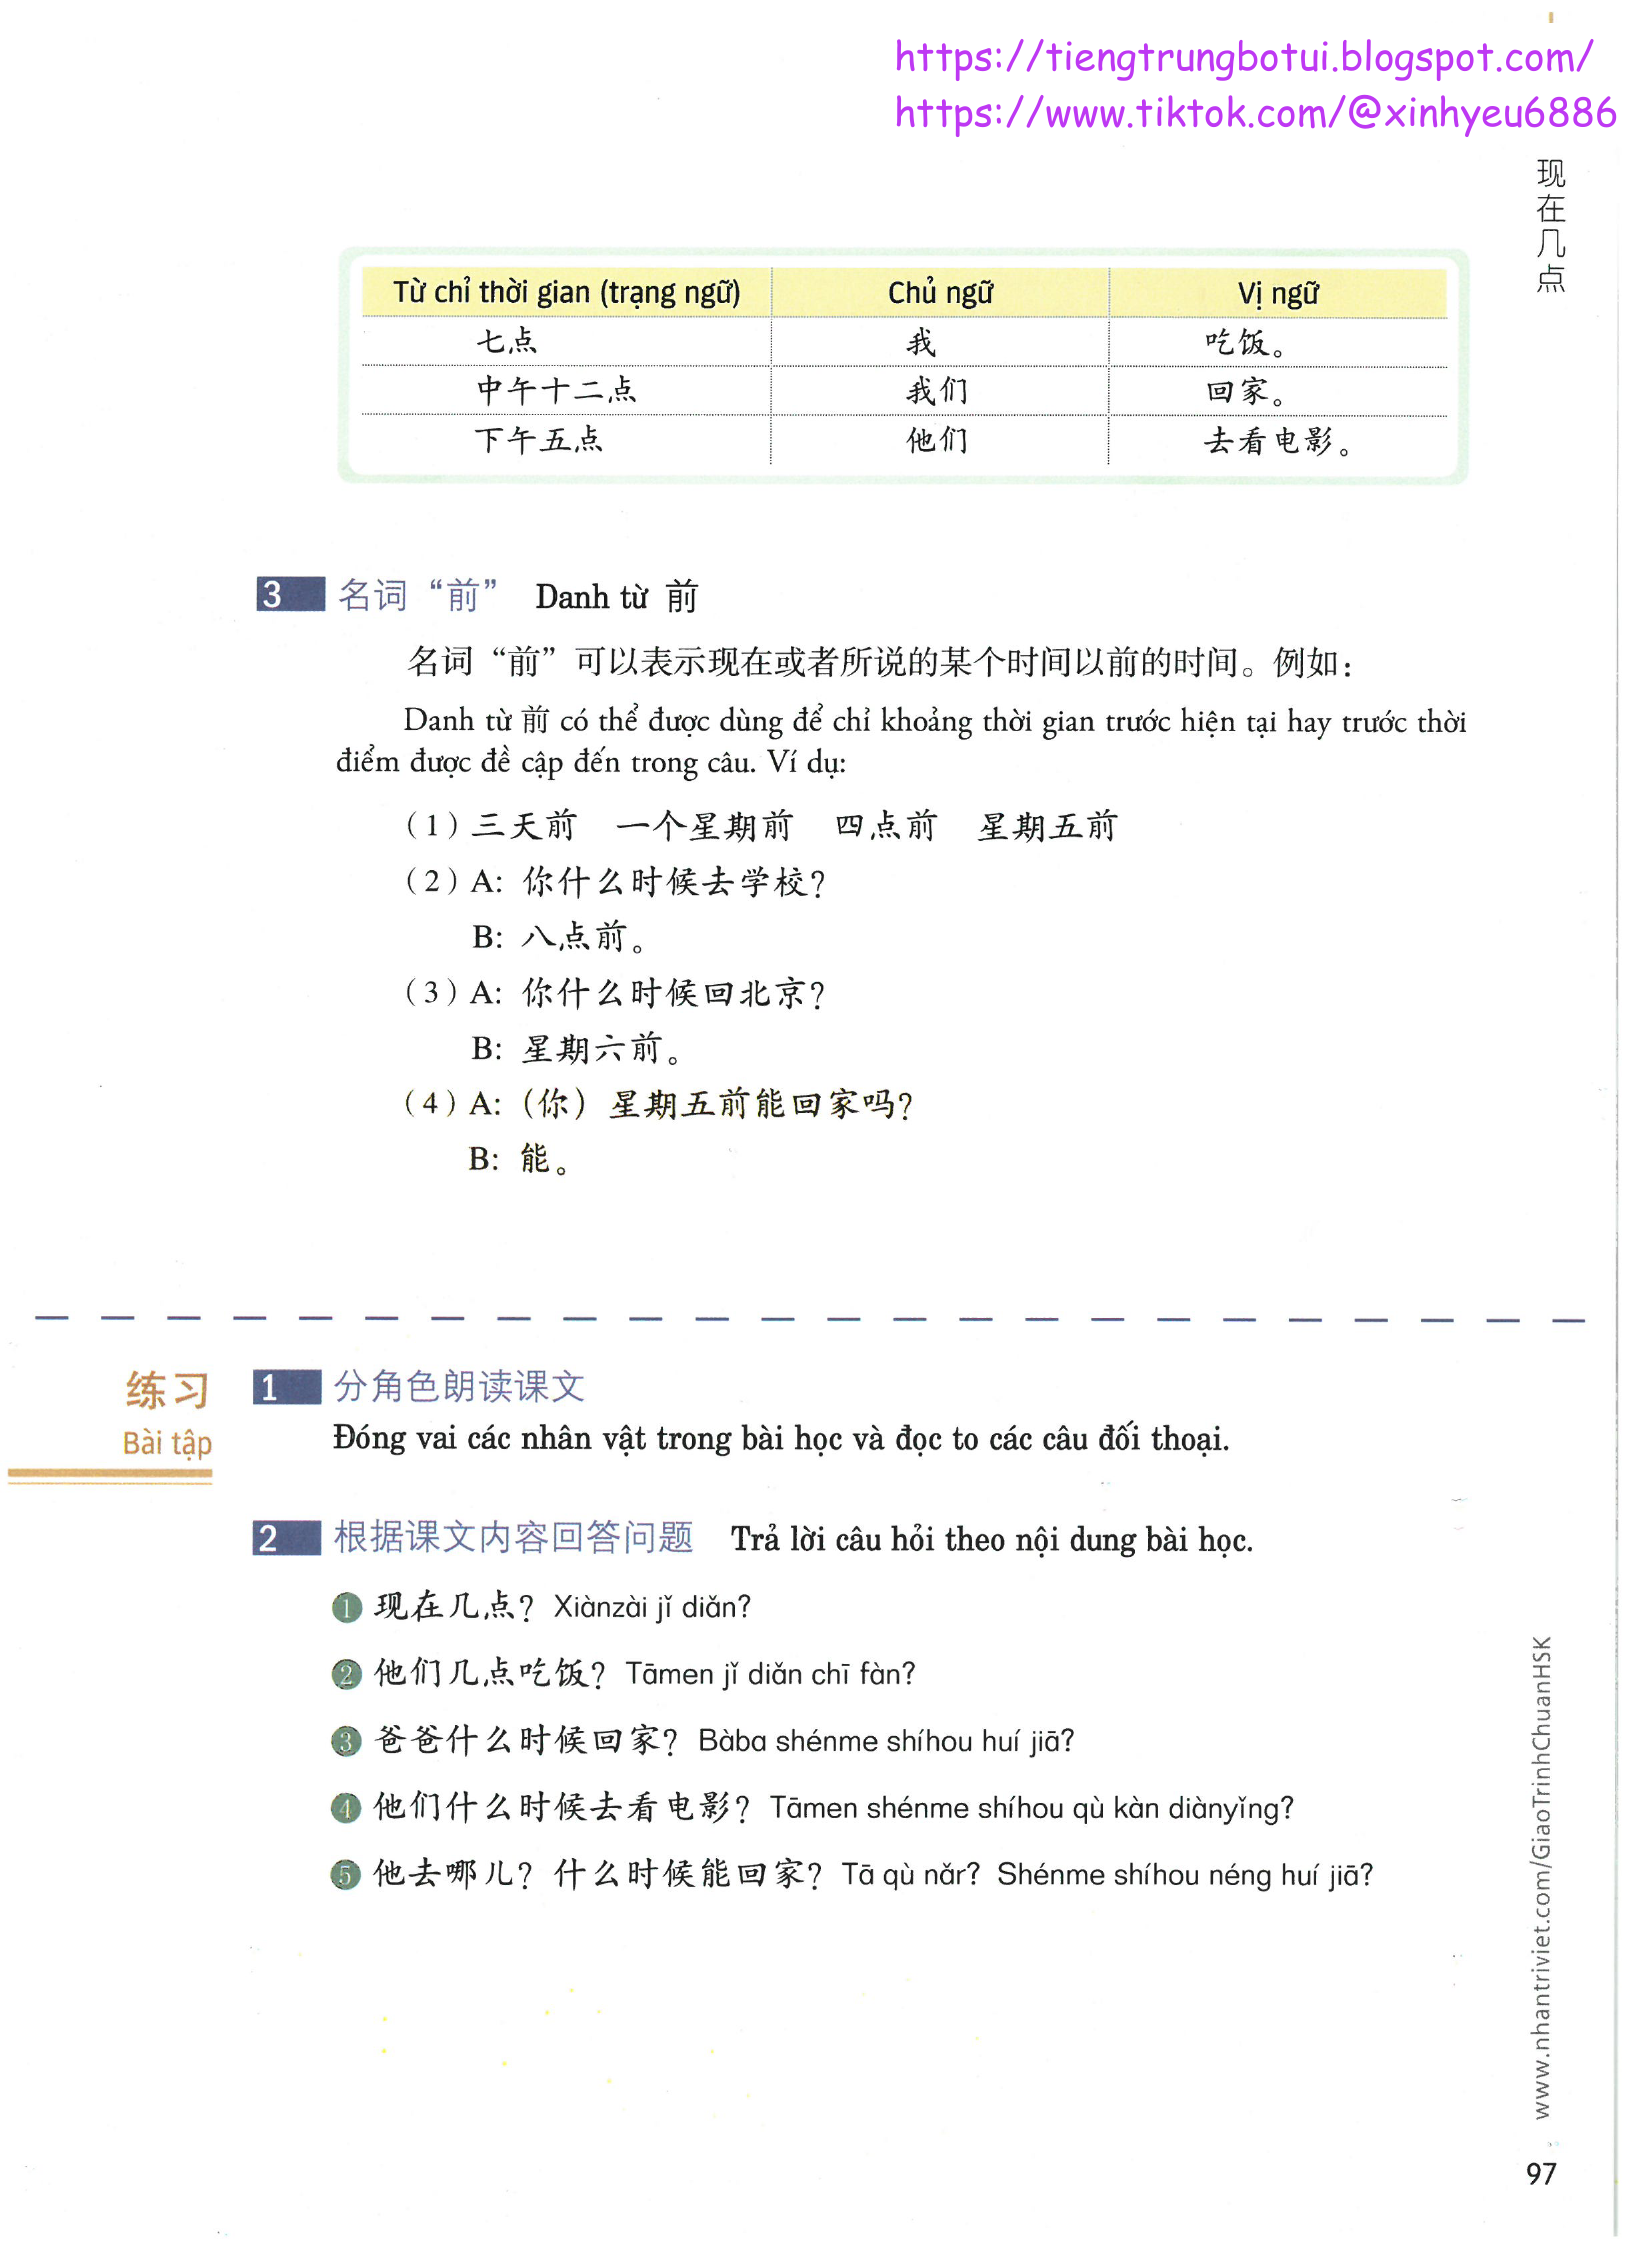 https://tiengtrungbotui.blogspot.com/
https://www.tiktok.com/@xinhyeu6886
现在几点
Từ chỉ thời gian (trạng ngữ) Chủ ngữ Vị ngữ
七点 我 吃饭。
中午十二点 我们 回家。
下午五点 他们 去看电影。
3 名词“前” Danh từ 前
名词“前”可以表示现在或者所说的某个时间以前的时间。例如：
Danh từ 前 có thể được dùng để chỉ khoảng thời gian trước hiện tại hay trước thời
điểm được đề cập đến trong câu. Ví dụ:
（1）三天前 一个星期前 四点前 星期五前
（2）A: 你什么时候去学校？
B: 八点前。
（3）A: 你什么时候回北京？
B: 星期六前。
（4）A:（你）星期五前能回家吗？
B: 能。
练习
Bài tập
1 分角色朗读课文
Đóng vai các nhân vật trong bài học và đọc to các câu đối thoại.
2 根据课文内容回答问题 Trả lời câu hỏi theo nội dung bài học.
1 现在几点？ Xiànzài jǐ diǎn?
2 他们几点吃饭？ Tāmen jǐ diǎn chī fàn?
3 爸爸什么时候回家？ Bàba shénme shíhou huí jiā?
4 他们什么时候去看电影？ Tāmen shénme shíhou qù kàn diànyǐng?
5 他去哪儿？什么时候能回家？ Tā qù nǎr? Shénme shíhou néng huí jiā?
www.nhantriviet.com/GiaoTrinhChuanHSK
97